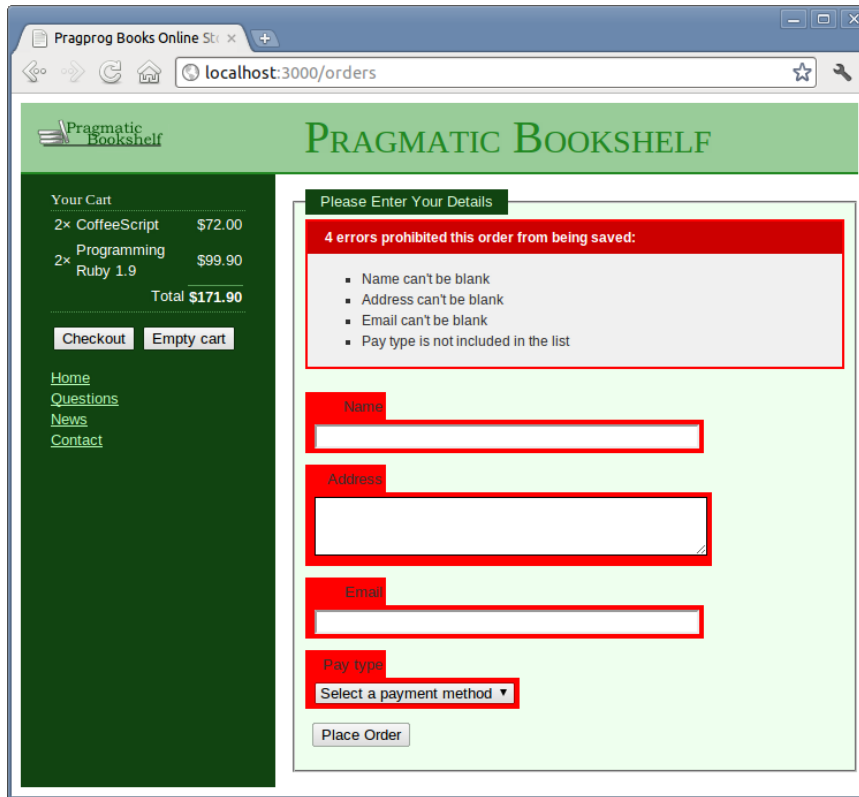 Pragprog Books Online Sto
localhost:3000/orders
Pragmatic
Bookshelf
PRAGMATIC BOOKSHELF
Your Cart
2× CoffeeScript $72.00
2× Programming Ruby 1.9 $99.90
Total $171.90
Checkout Empty cart
Home
Questions
News
Contact
Please Enter Your Details
4 errors prohibited this order from being saved:
Name can't be blank
Address can't be blank
Email can't be blank
Pay type is not included in the list
Name
Address
Email
Pay type
Select a payment method
Place Order